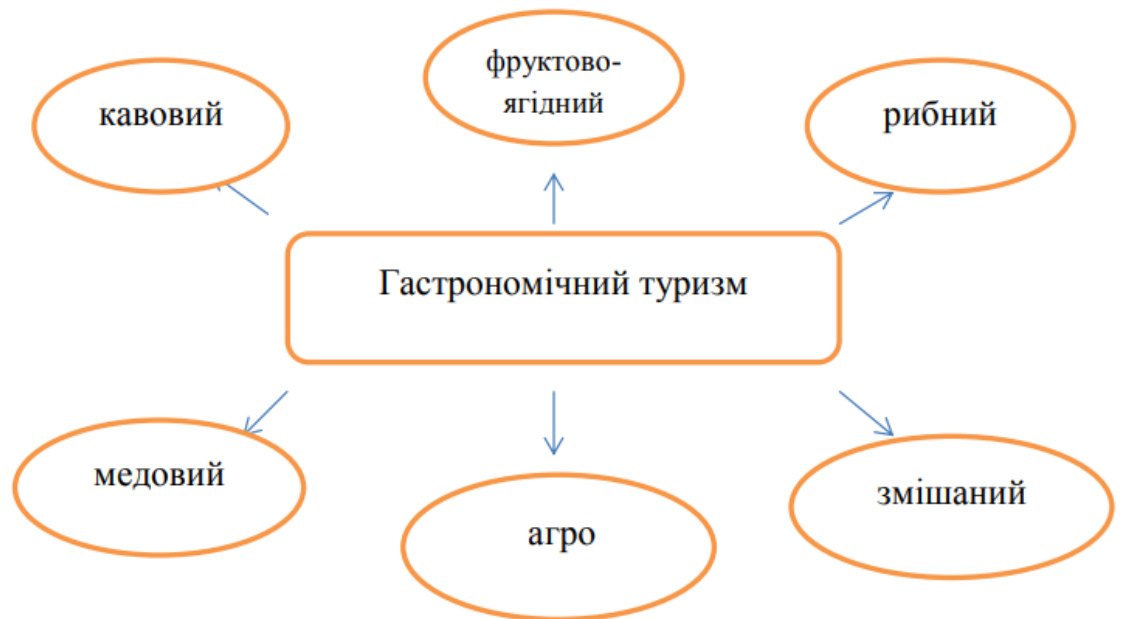 фруктово-
ягідний
кавовий
рибний
Гастрономічний туризм
медовий
змішаний
агро